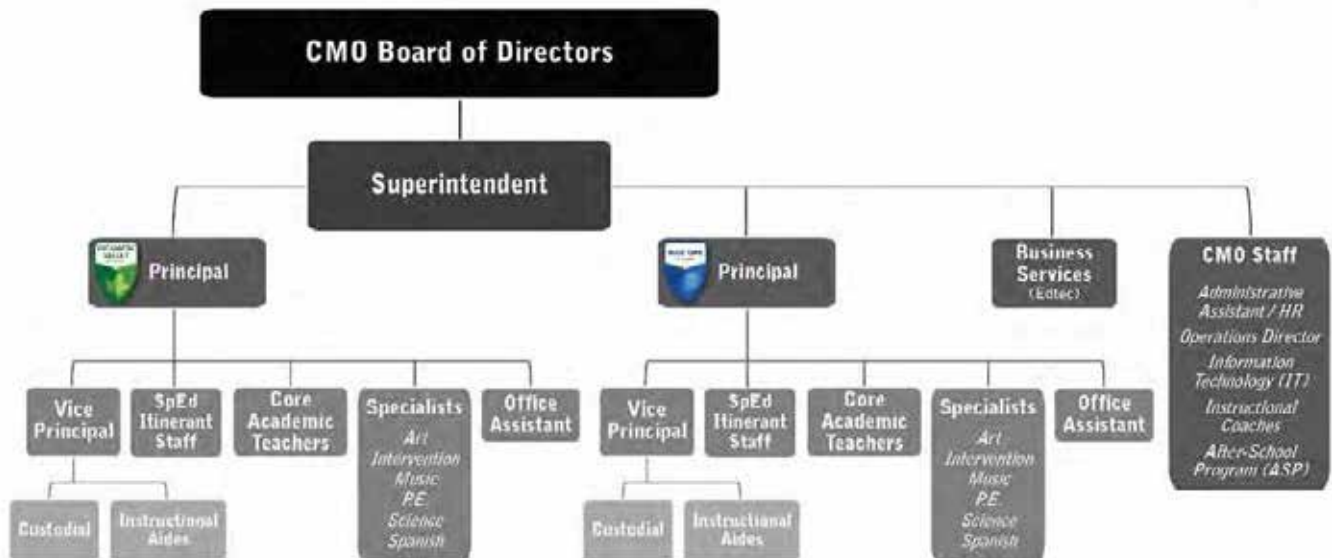 CMO Board of Directors
Superintendent
Principal
Principal
Business
Services
(Edtec)
CMO Staff
Administrative
Assistant / HR
Operations Director
Information
Technology (IT)
Instructional
Coaches
After-School
Program (ASP)
Vice
Principal
SpEd
Itinerant
Staff
Core
Academic
Teachers
Specialists
Art
Intervention
Music
P.E.
Science
Spanish
Office
Assistant
Custodial
Instructional
Aides
Vice
Principal
SpEd
Itinerant
Staff
Core
Academic
Teachers
Specialists
Art
Intervention
Music
P.E.
Science
Spanish
Office
Assistant
Custodial
Instructional
Aides